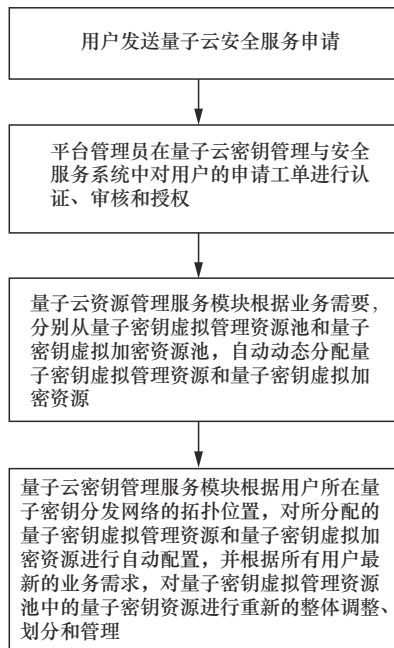 用户发送量子云安全服务申请
平台管理员在量子云密钥管理与安全
服务系统中对用户的申请工单进行认
证、审核和授权
量子云资源管理服务模块根据业务需要，
分别从量子密钥虚拟管理资源池和量子
密钥虚拟加密资源池，自动动态分配量
子密钥虚拟管理资源和量子密钥虚拟加
密资源
量子云密钥管理服务模块根据用户所在量
子密钥分发网络的拓扑位置，对所分配的
量子密钥虚拟管理资源和量子密钥虚拟加
密资源进行自动配置，并根据所有用户最
新的业务需求，对量子密钥虚拟管理资源
池中的量子密钥资源进行重新的整体调整、
划分和管理